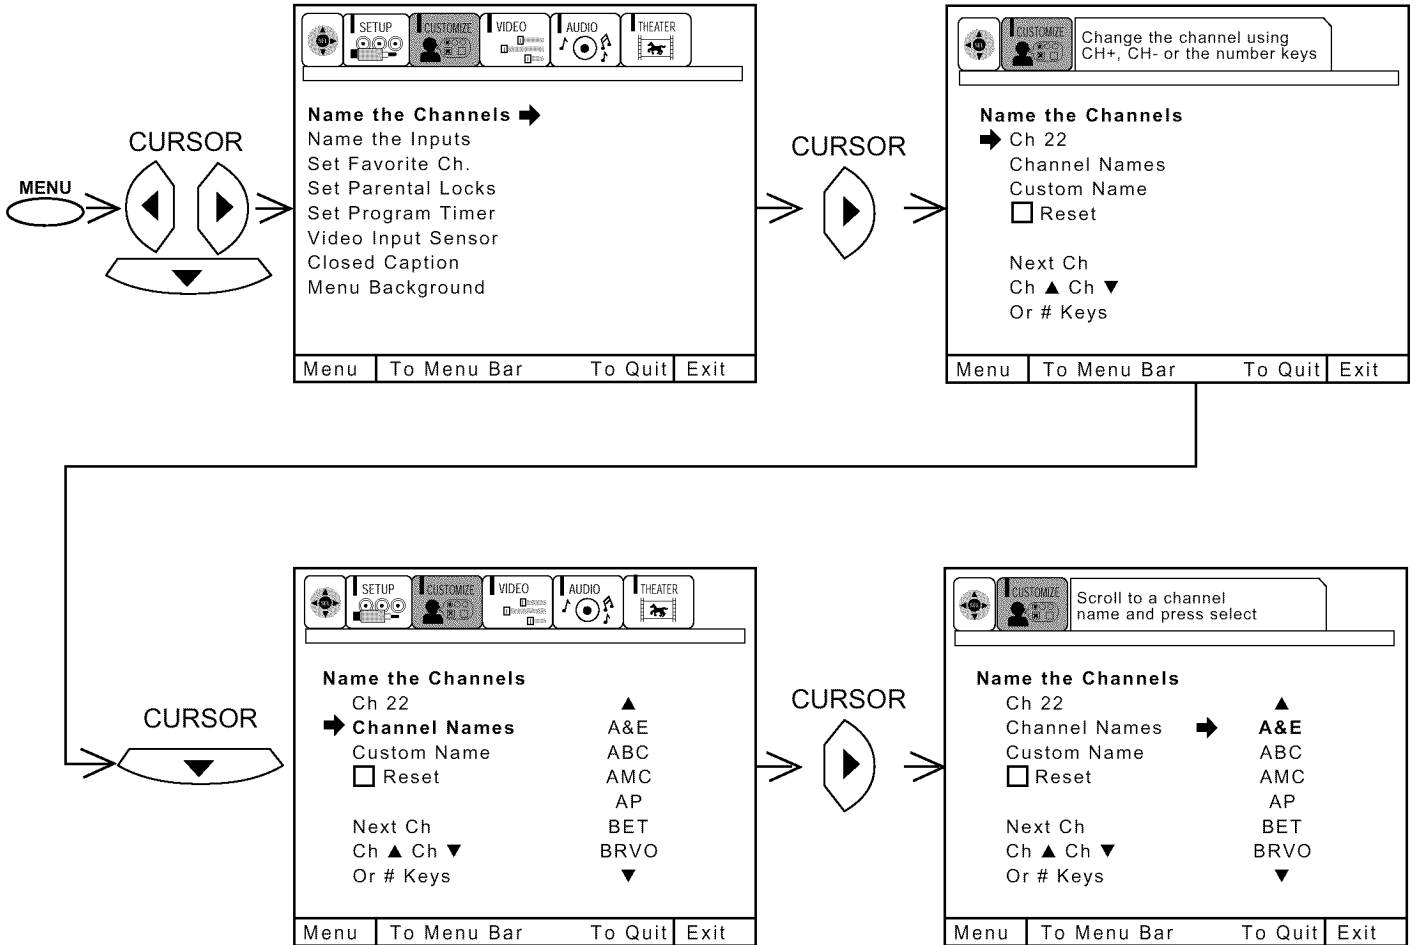 MENU
CURSOR
SETUP
CUSTOMIZE
VIDEO
AUDIO
THEATER
Name the Channels
Name the Inputs
Set Favorite Ch.
Set Parental Locks
Set Program Timer
Video Input Sensor
Closed Caption
Menu Background
Menu To Menu Bar To Quit Exit
CURSOR
SEL
CUSTOMIZE
Change the channel using
CH+, CH- or the number keys
Name the Channels
Ch 22
Channel Names
Custom Name
Reset
Next Ch
Ch ▲ Ch ▼
Or # Keys
Menu To Menu Bar To Quit Exit
CURSOR
SETUP
CUSTOMIZE
VIDEO
AUDIO
THEATER
Name the Channels
Ch 22 ▲
Channel Names A&E
Custom Name ABC
Reset AMC
AP
Next Ch BET
Ch ▲ Ch ▼ BRVO
Or # Keys ▼
Menu To Menu Bar To Quit Exit
CURSOR
SEL
CUSTOMIZE
Scroll to a channel
name and press select
Name the Channels
Ch 22 ▲
Channel Names A&E
Custom Name ABC
Reset AMC
AP
Next Ch BET
Ch ▲ Ch ▼ BRVO
Or # Keys ▼
Menu To Menu Bar To Quit Exit